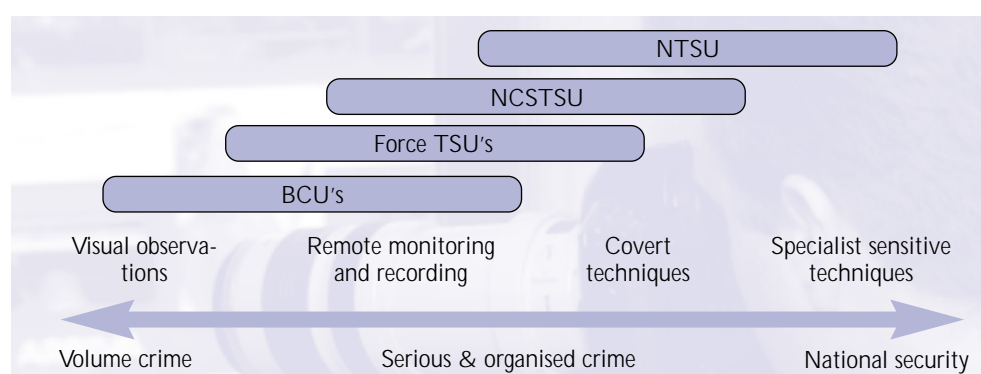 NTSU
NCSTSU
Force TSU's
BCU's
Visual observa-
tions
Remote monitoring
and recording
Covert
techniques
Specialist sensitive
techniques
Volume crime
Serious & organised crime
National security